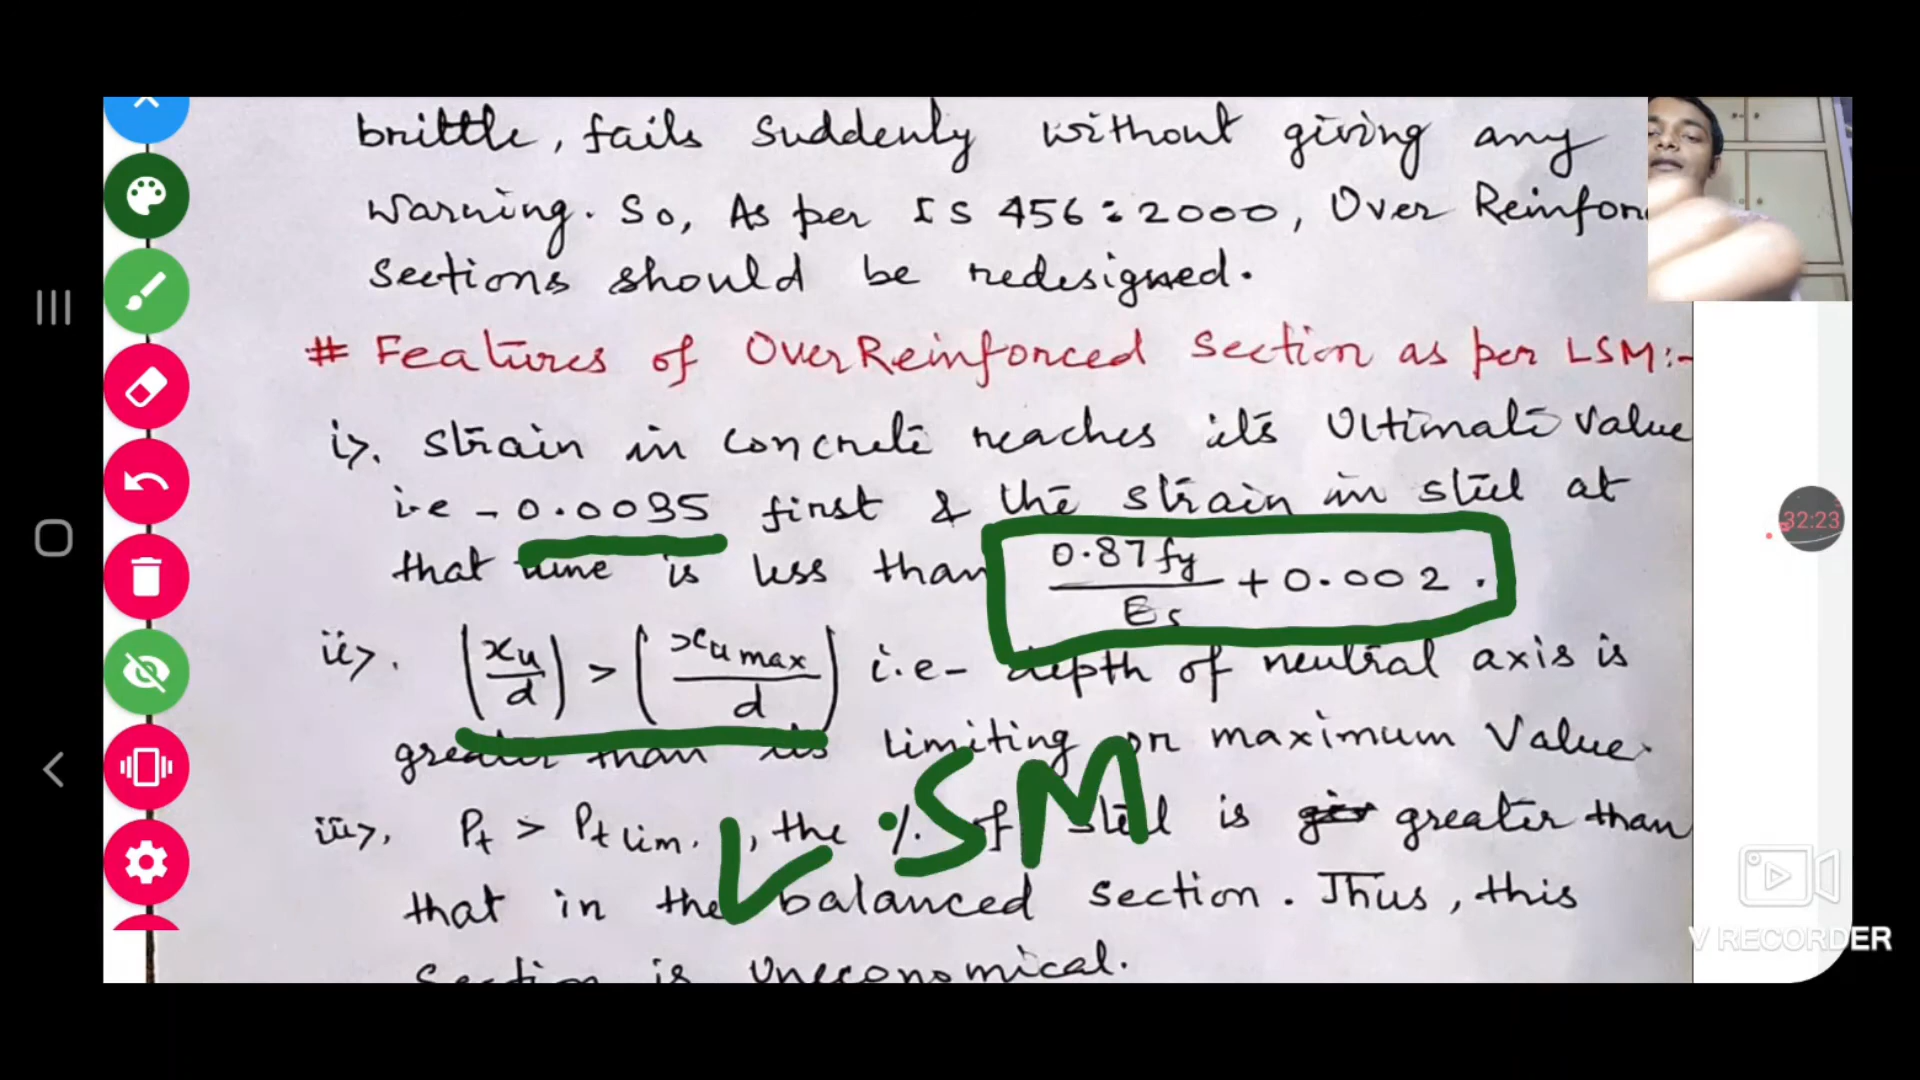 brittle, fails suddenly without giving any
warning. So, As per IS 456:2000, Over Reinforc
sections should be redesigned.
# Features of OverReinforced Section as per LSM:-
i). Strain in concrete reaches its Ultimate value
i.e - 0.0035 first & the strain in steel at
that time is less than 0.87fy/Es + 0.002.
ii). (xu/d) > (xu max/d) i.e- depth of neutral axis is
greater than its limiting or maximum Value.
LSM
iii). Pt > Pt lim. , the % of steel is greater than
that in the balanced section. Thus, this
section is Uneconomical.
32:23
V RECORDER